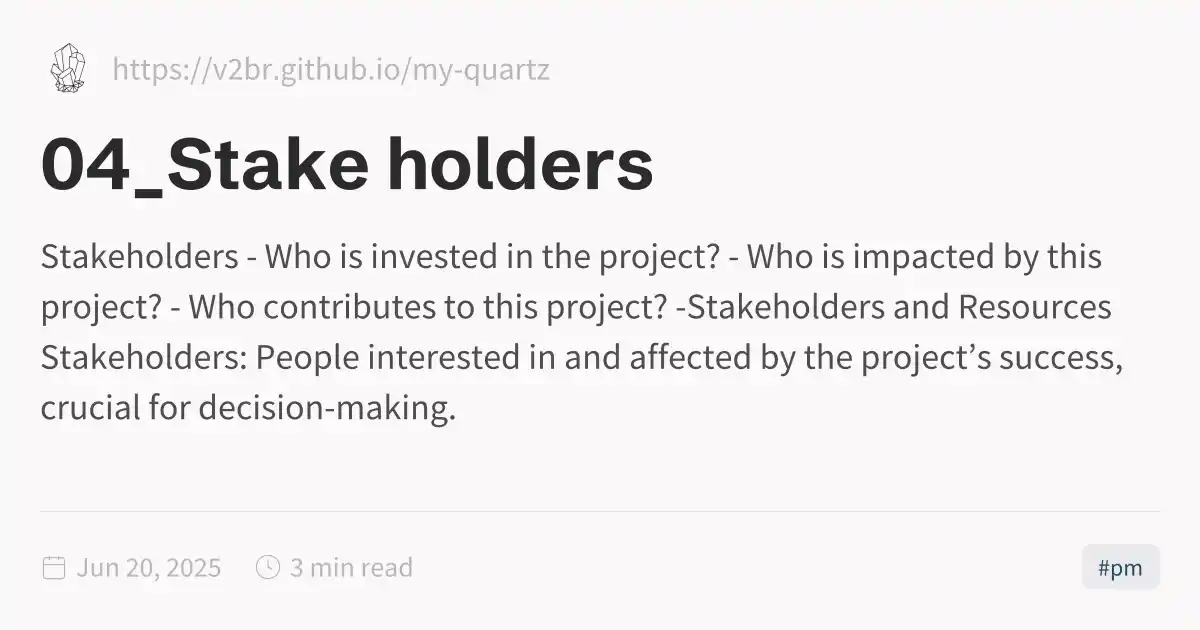 https://v2br.github.io/my-quartz
04_Stake holders
Stakeholders - Who is invested in the project? - Who is impacted by this
project? - Who contributes to this project? -Stakeholders and Resources
Stakeholders: People interested in and affected by the project’s success,
crucial for decision-making.
Jun 20, 2025 3 min read
#pm